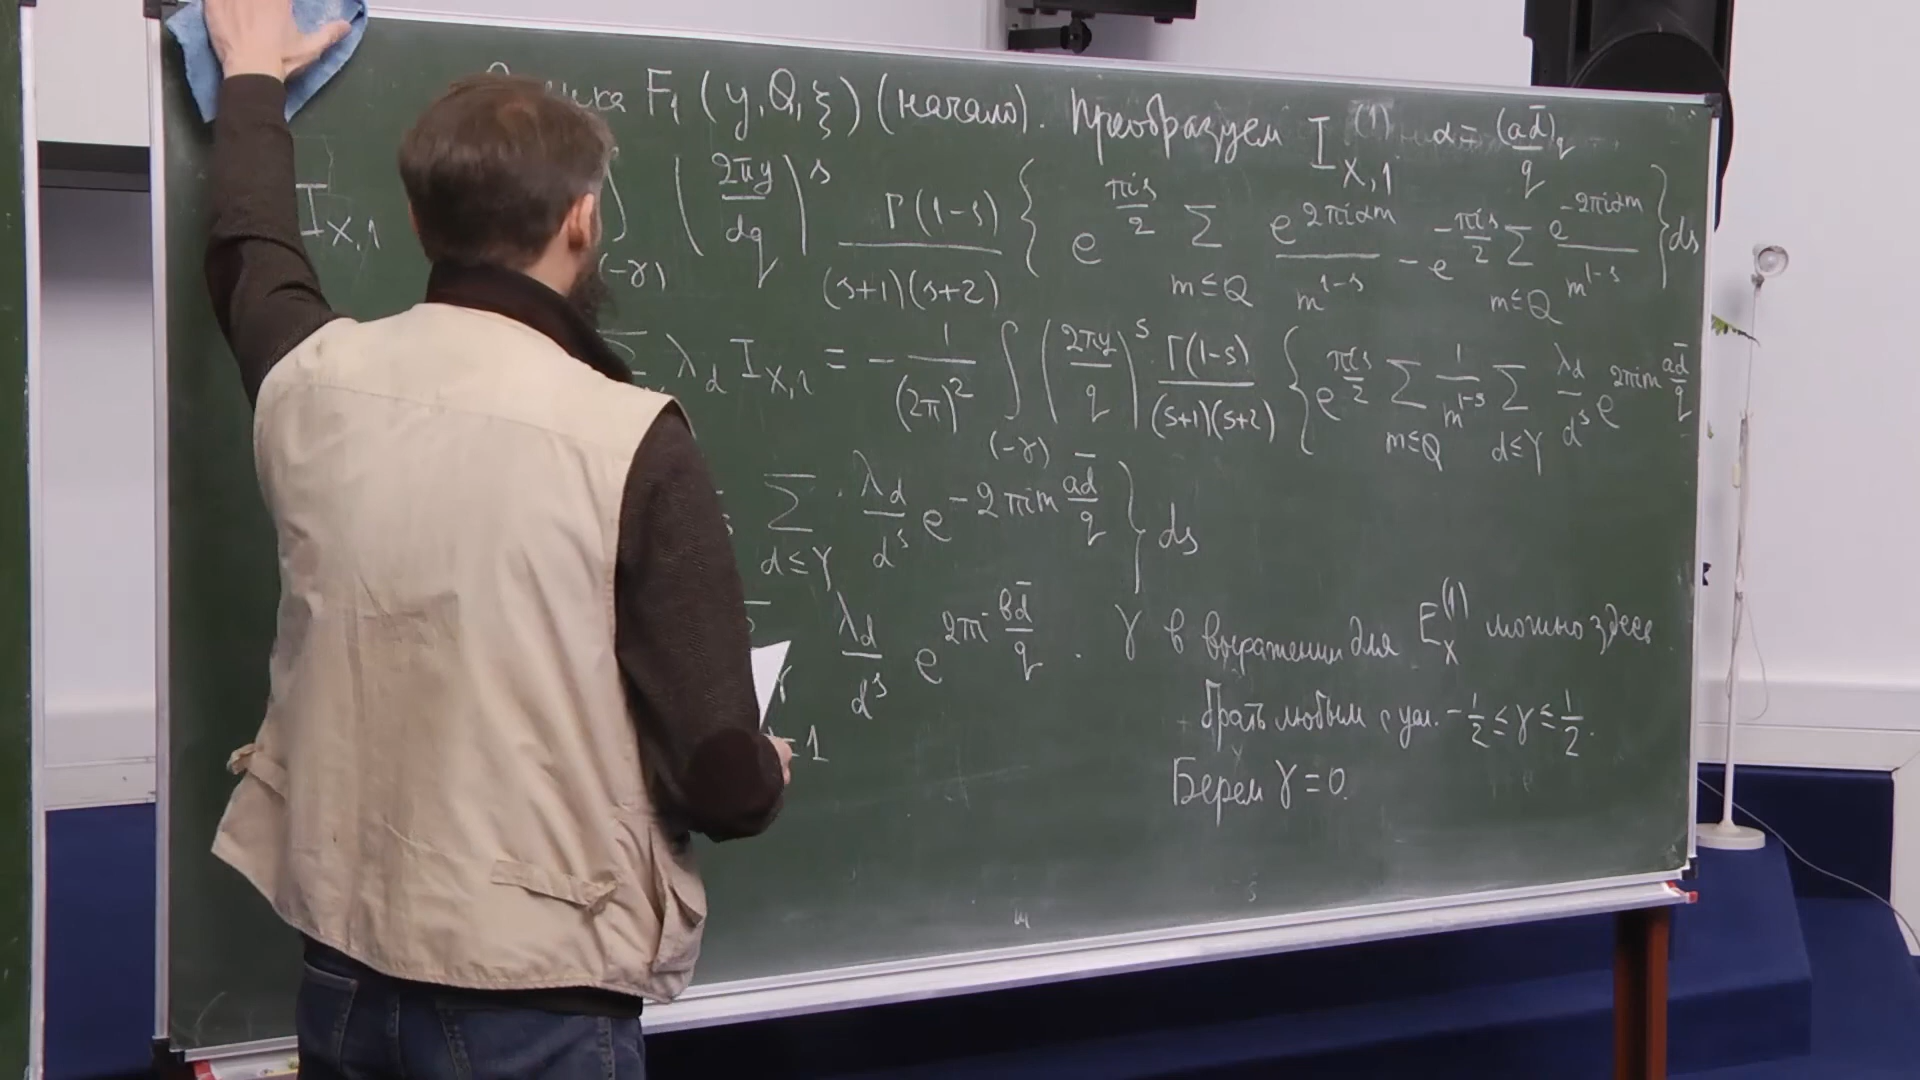 F₁(y,Q,ξ) (начало). Преобразуем I_{X,1}^{(1)} α = (ad̄)_q/q
I_{X,1} ∫_{(-γ)} (2πy/dq)^s Γ(1-s)/((s+1)(s+2)) { e^{πis/2} Σ_{m≤Q} e^{2πiαm}/m^{1-s} - e^{-πis/2} Σ_{m≤Q} e^{-2πiαm}/m^{1-s} } ds
Σ λ_d I_{X,1} = - 1/(2π)² ∫_{(-γ)} (2πy/q)^s Γ(1-s)/((s+1)(s+2)) { e^{πis/2} Σ_{m≤Q} 1/m^{1-s} Σ_{d≤Y} λ_d/d^s e^{2πim ad̄/q}
Σ_{d≤Y} λ_d/d^s e^{-2πim ad̄/q} } ds
λ_d/d^s e^{2πi bd̄/q} . γ в выражении для E_X^{(1)} можно здесь
=1 брать любым с усл. -1/2 ≤ γ ≤ 1/2.
Берем γ = 0.